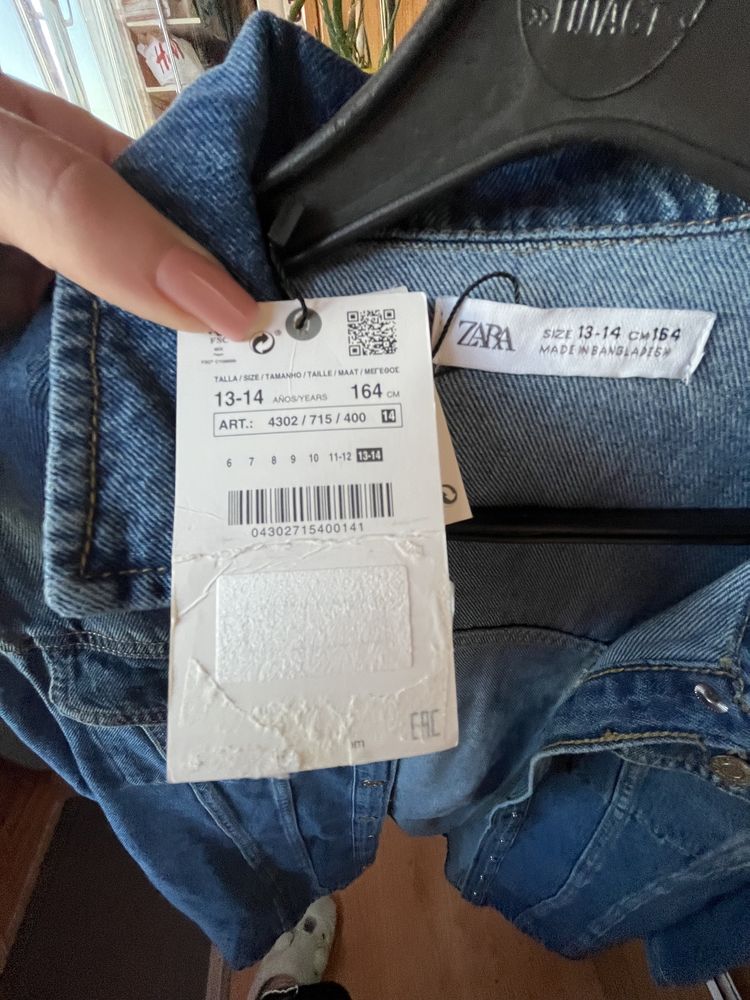 FSC
TALLA / SIZE / TAMANHO / TAILLE / MAAT / ΜΕΓΕΘΟΣ
13-14 AÑOS/YEARS 164 CM
ART.: 4302 / 715 / 400 14
6 7 8 9 10 11-12 13-14
04302715400141
EAC
ZARA
SIZE 13-14 CM 164
MADE IN BANGLADESH